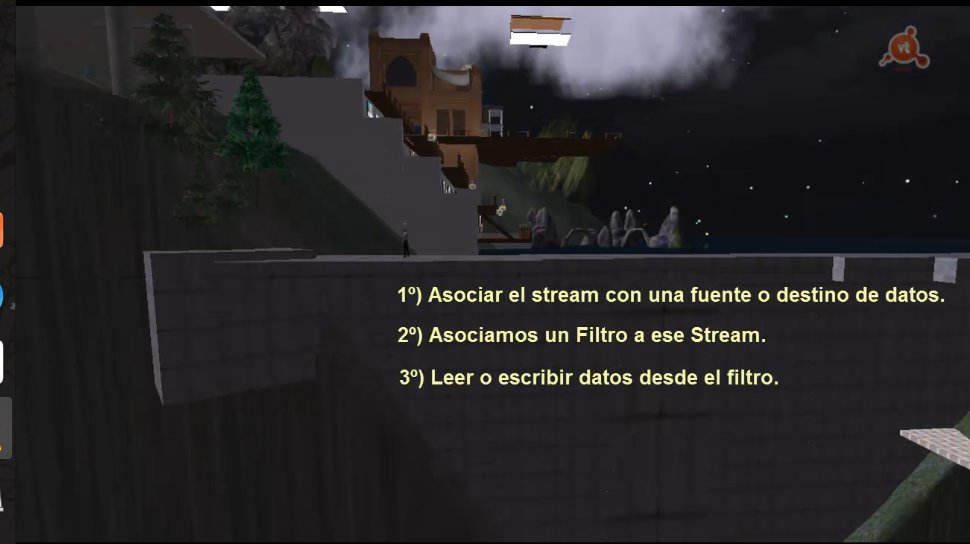 vt
1º) Asociar el stream con una fuente o destino de datos.
2º) Asociamos un Filtro a ese Stream.
3º) Leer o escribir datos desde el filtro.